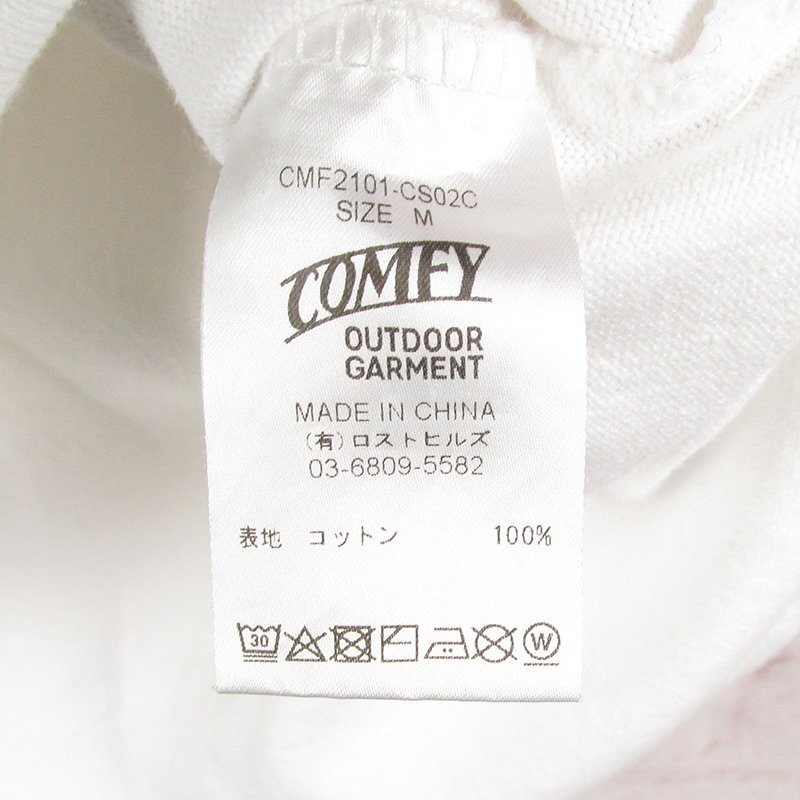 CMF2101-CS02C
SIZE M
COMFY
OUTDOOR
GARMENT
MADE IN CHINA
(有)ロストヒルズ
03-6809-5582
表地 コットン 100%
30 W